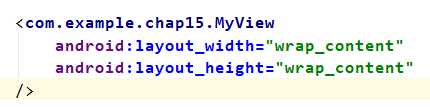 <com.example.chap15.MyView
android:layout_width="wrap_content"
android:layout_height="wrap_content"
/>